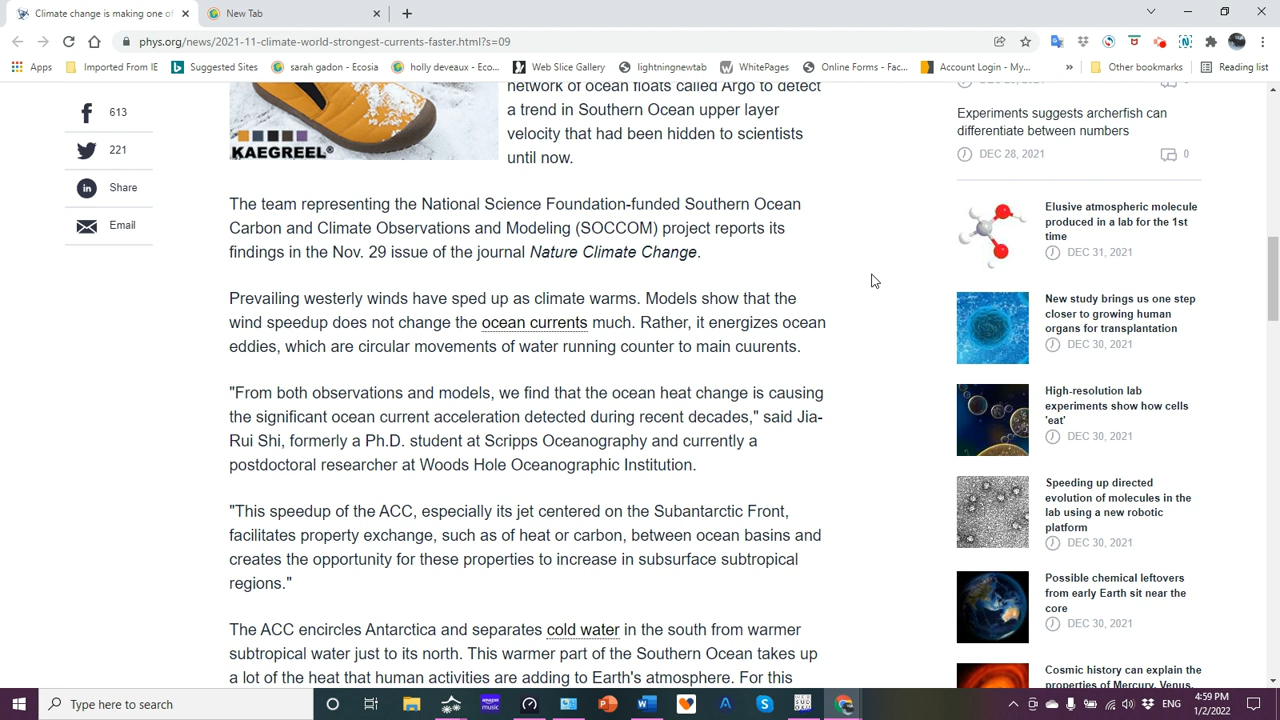 Climate change is making one of
New Tab
phys.org/news/2021-11-climate-world-strongest-currents-faster.html?s=09
Apps
Imported From IE
Suggested Sites
sarah gadon - Ecosia
holly deveaux - Eco...
Web Slice Gallery
lightningnewtab
WhitePages
Online Forms - Fac...
Account Login - My...
»
Other bookmarks
Reading list
613
221
Share
Email
KAEGREEL®
network of ocean floats called Argo to detect
a trend in Southern Ocean upper layer
velocity that had been hidden to scientists
until now.
The team representing the National Science Foundation-funded Southern Ocean
Carbon and Climate Observations and Modeling (SOCCOM) project reports its
findings in the Nov. 29 issue of the journal Nature Climate Change.
Prevailing westerly winds have sped up as climate warms. Models show that the
wind speedup does not change the ocean currents much. Rather, it energizes ocean
eddies, which are circular movements of water running counter to main cuurents.
"From both observations and models, we find that the ocean heat change is causing
the significant ocean current acceleration detected during recent decades," said Jia-
Rui Shi, formerly a Ph.D. student at Scripps Oceanography and currently a
postdoctoral researcher at Woods Hole Oceanographic Institution.
"This speedup of the ACC, especially its jet centered on the Subantarctic Front,
facilitates property exchange, such as of heat or carbon, between ocean basins and
creates the opportunity for these properties to increase in subsurface subtropical
regions."
The ACC encircles Antarctica and separates cold water in the south from warmer
subtropical water just to its north. This warmer part of the Southern Ocean takes up
a lot of the heat that human activities are adding to Earth's atmosphere. For this
Experiments suggests archerfish can
differentiate between numbers
DEC 28, 2021
0
Elusive atmospheric molecule
produced in a lab for the 1st
time
DEC 31, 2021
New study brings us one step
closer to growing human
organs for transplantation
DEC 30, 2021
High-resolution lab
experiments show how cells
'eat'
DEC 30, 2021
Speeding up directed
evolution of molecules in the
lab using a new robotic
platform
DEC 30, 2021
Possible chemical leftovers
from early Earth sit near the
core
DEC 30, 2021
Cosmic history can explain the
properties of Mercury, Venus,
Type here to search
amazon
music
ENG
4:59 PM
1/2/2022